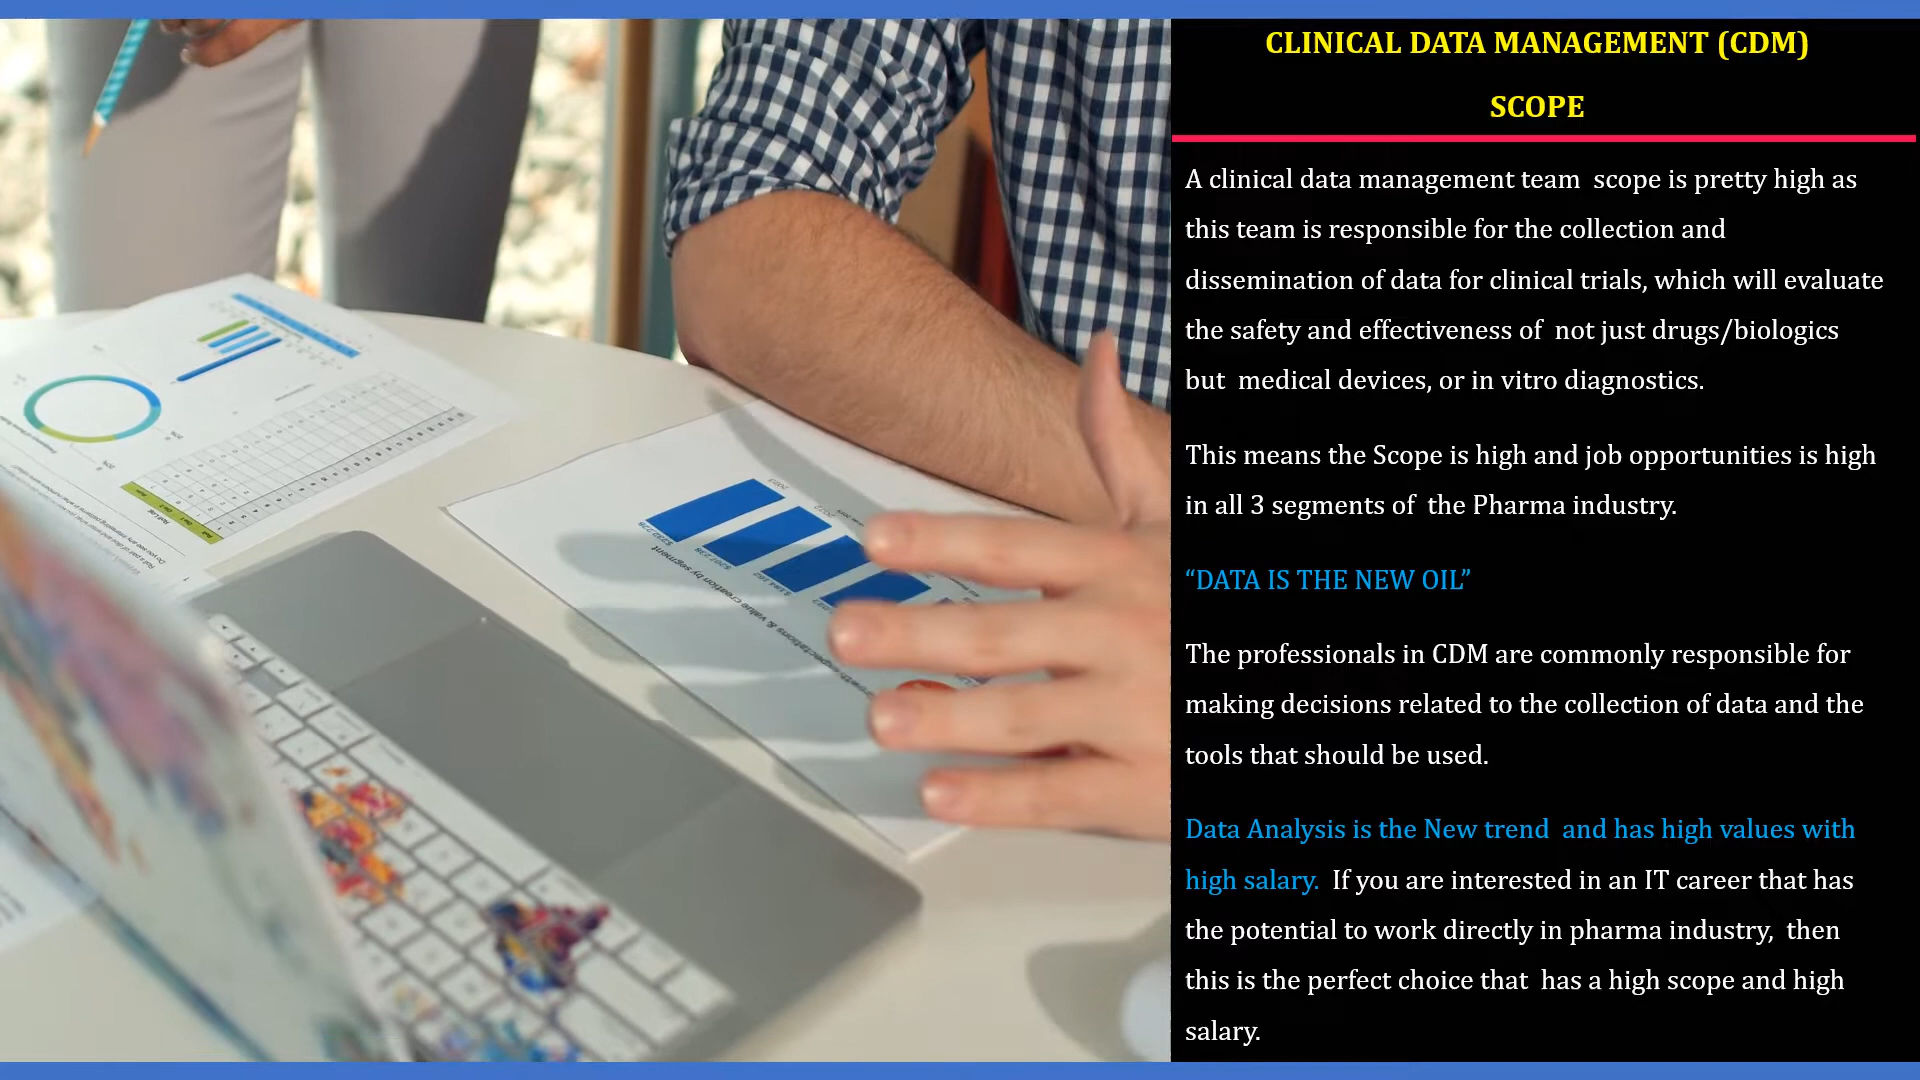 CLINICAL DATA MANAGEMENT (CDM)
SCOPE
A clinical data management team  scope is pretty high as
this team is responsible for the collection and
dissemination of data for clinical trials, which will evaluate
the safety and effectiveness of  not just drugs/biologics
but  medical devices, or in vitro diagnostics.
This means the Scope is high and job opportunities is high
in all 3 segments of  the Pharma industry.
“DATA IS THE NEW OIL”
The professionals in CDM are commonly responsible for
making decisions related to the collection of data and the
tools that should be used.
Data Analysis is the New trend  and has high values with
high salary.  If you are interested in an IT career that has
the potential to work directly in pharma industry,  then
this is the perfect choice that  has a high scope and high
salary.
expectations & value creation by segment